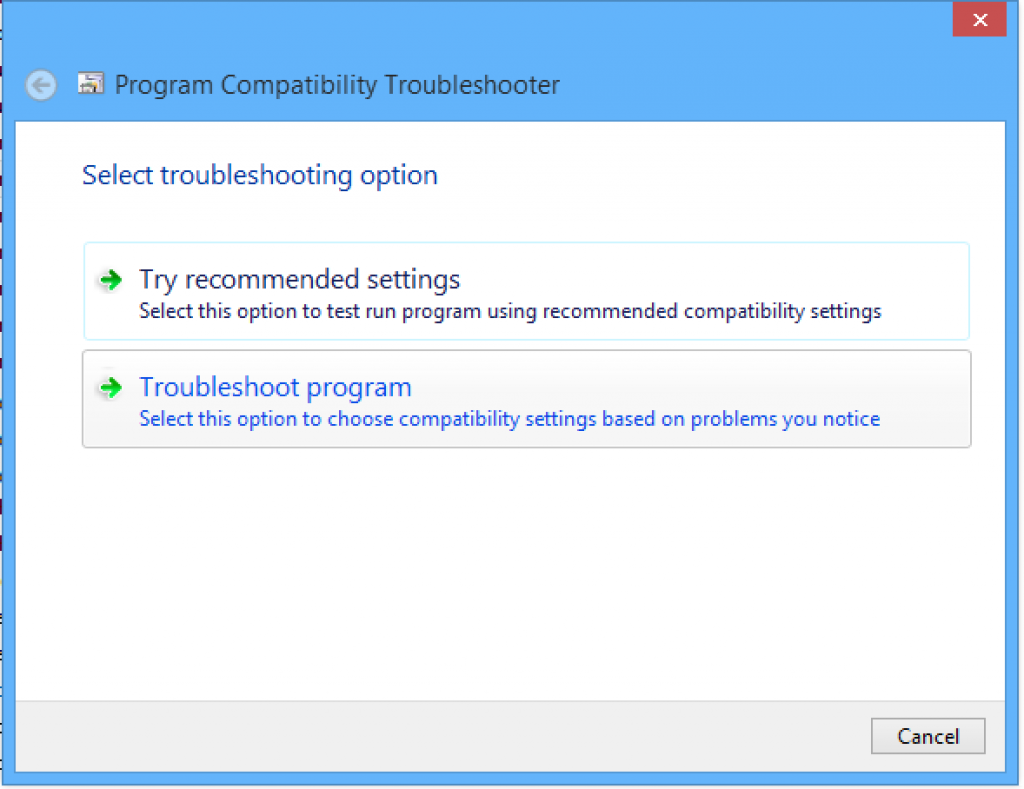 Program Compatibility Troubleshooter
Select troubleshooting option
Try recommended settings
Select this option to test run program using recommended compatibility settings
Troubleshoot program
Select this option to choose compatibility settings based on problems you notice
Cancel